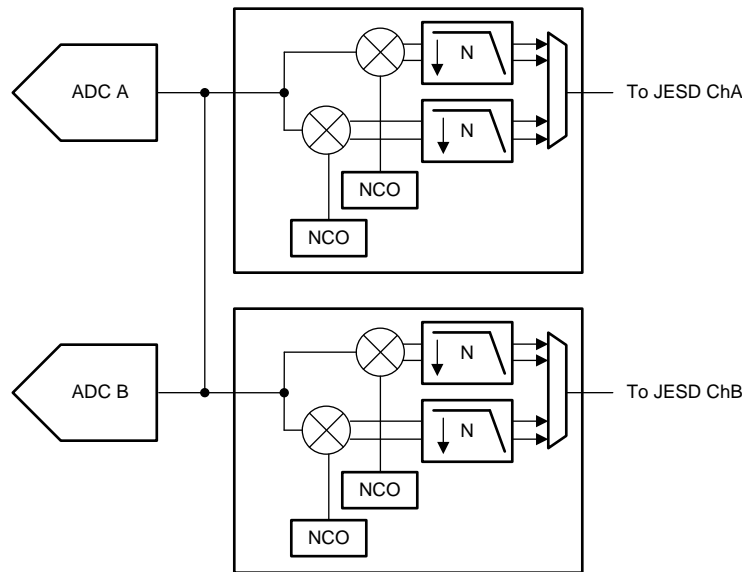 N
ADC A
To JESD ChA
N
NCO
NCO
N
ADC B
To JESD ChB
N
NCO
NCO